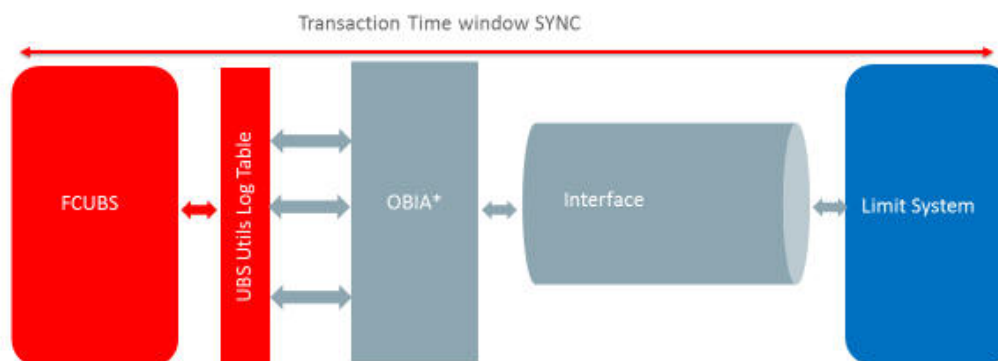 Transaction Time window SYNC
FCUBS
UBS Utils Log Table
OBIA*
Interface
Limit System